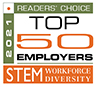 READERS' CHOICE
2021
TOP
50
EMPLOYERS
STEM WORKFORCE
DIVERSITY